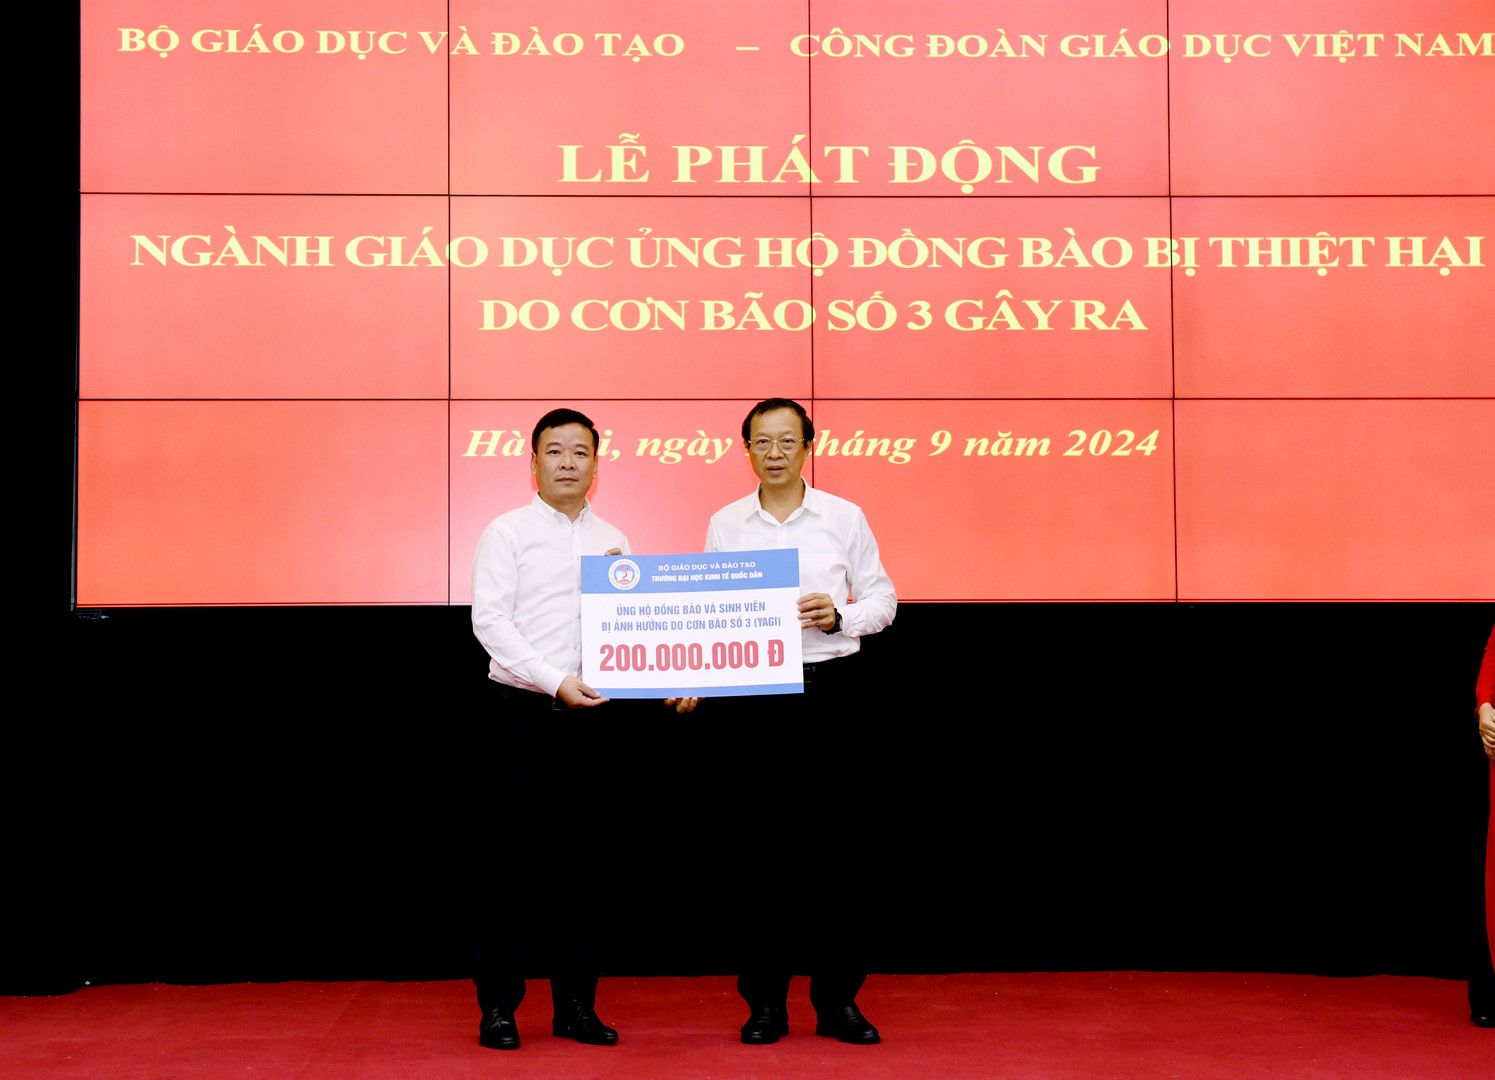 BỘ GIÁO DỤC VÀ ĐÀO TẠO – CÔNG ĐOÀN GIÁO DỤC VIỆT NAM
LỄ PHÁT ĐỘNG
NGÀNH GIÁO DỤC ỦNG HỘ ĐỒNG BÀO BỊ THIỆT HẠI
DO CƠN BÃO SỐ 3 GÂY RA
Hà ngày tháng 9 năm 2024
BỘ GIÁO DỤC VÀ ĐÀO TẠO
TRƯỜNG ĐẠI HỌC KINH TẾ QUỐC DÂN
ỦNG HỘ ĐỒNG BÀO VÀ SINH VIÊN
BỊ ẢNH HƯỞNG DO CƠN BÃO SỐ 3 (YAGI)
200.000.000 Đ